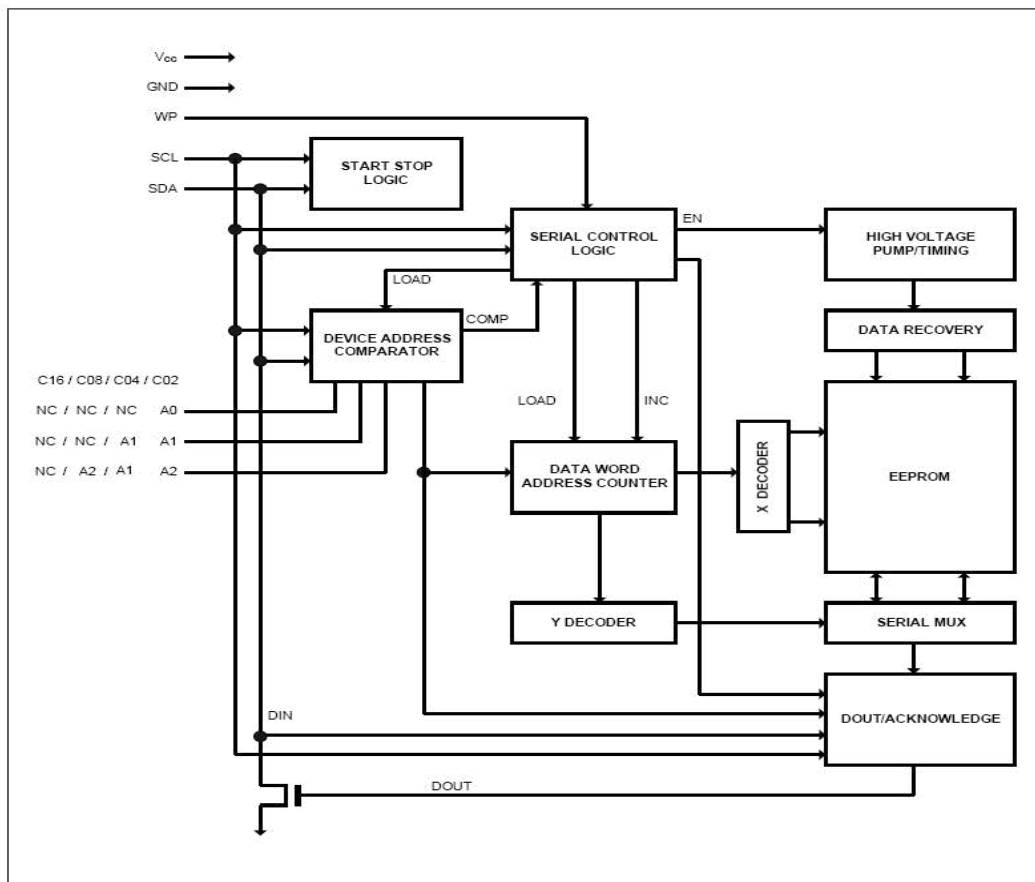 Vcc
GND
WP
SCL
SDA
START STOP
LOGIC
SERIAL CONTROL
LOGIC
EN
HIGH VOLTAGE
PUMP/TIMING
LOAD
COMP
DEVICE ADDRESS
COMPARATOR
DATA RECOVERY
C16 / C08 / C04 / C02
NC / NC / NC A0
NC / NC / A1 A1
NC / A2 / A1 A2
LOAD
INC
DATA WORD
ADDRESS COUNTER
X DECODER
EEPROM
Y DECODER
SERIAL MUX
DIN
DOUT/ACKNOWLEDGE
DOUT